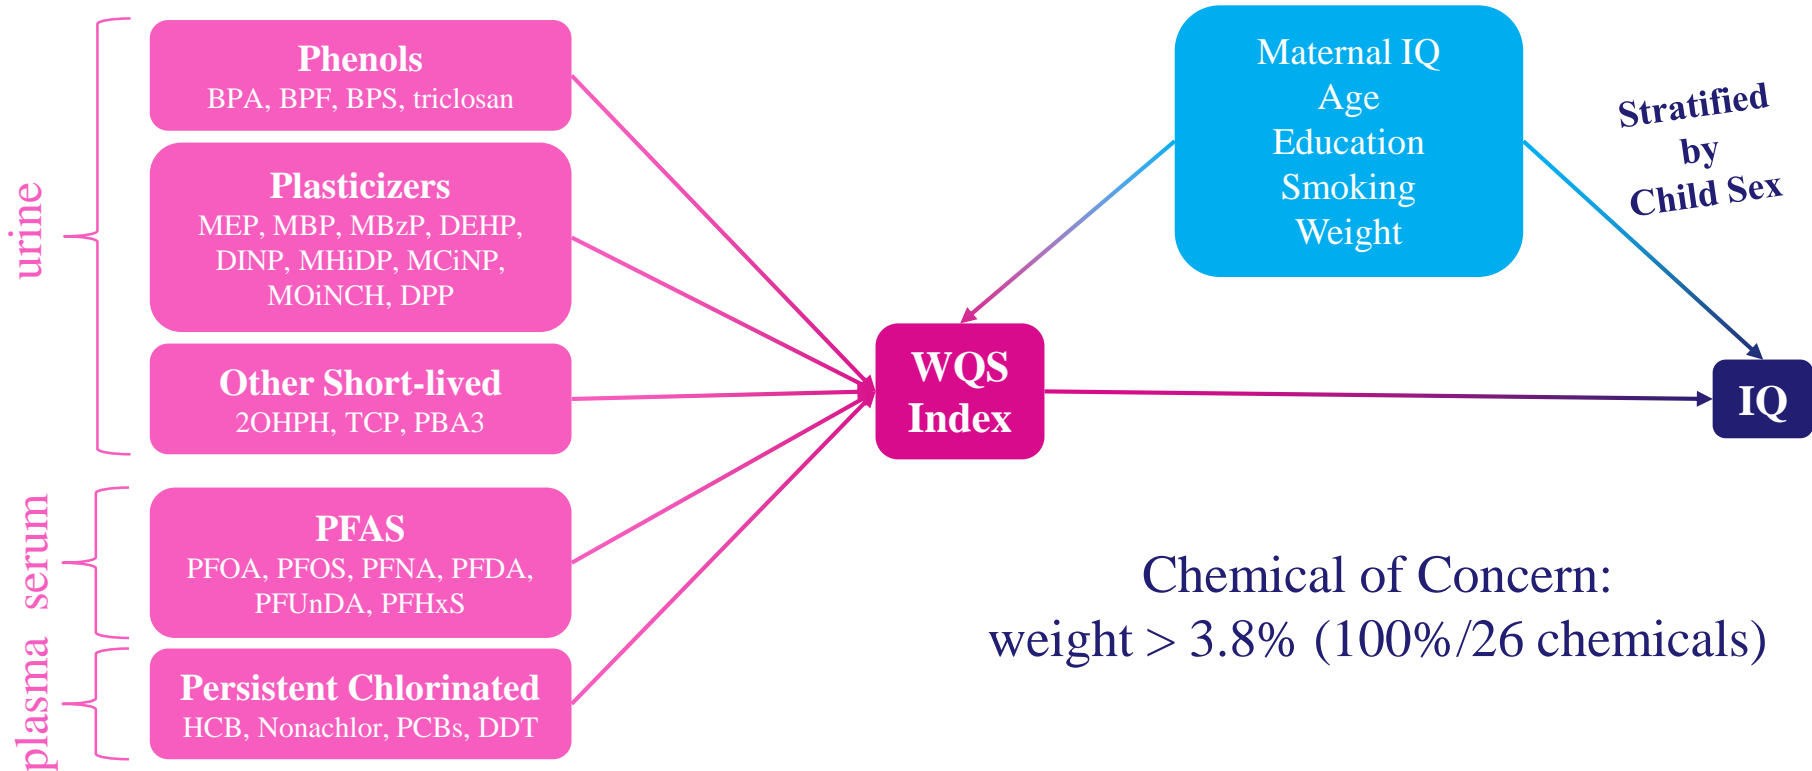 urine
Phenols
BPA, BPF, BPS, triclosan
Plasticizers
MEP, MBP, MBzP, DEHP,
DINP, MHiDP, MCiNP,
MOiNCH, DPP
Other Short-lived
2OHPH, TCP, PBA3
serum
PFAS
PFOA, PFOS, PFNA, PFDA,
PFUnDA, PFHxS
plasma
Persistent Chlorinated
HCB, Nonachlor, PCBs, DDT
WQS
Index
Maternal IQ
Age
Education
Smoking
Weight
Stratified
by
Child Sex
IQ
Chemical of Concern:
weight > 3.8% (100%/26 chemicals)